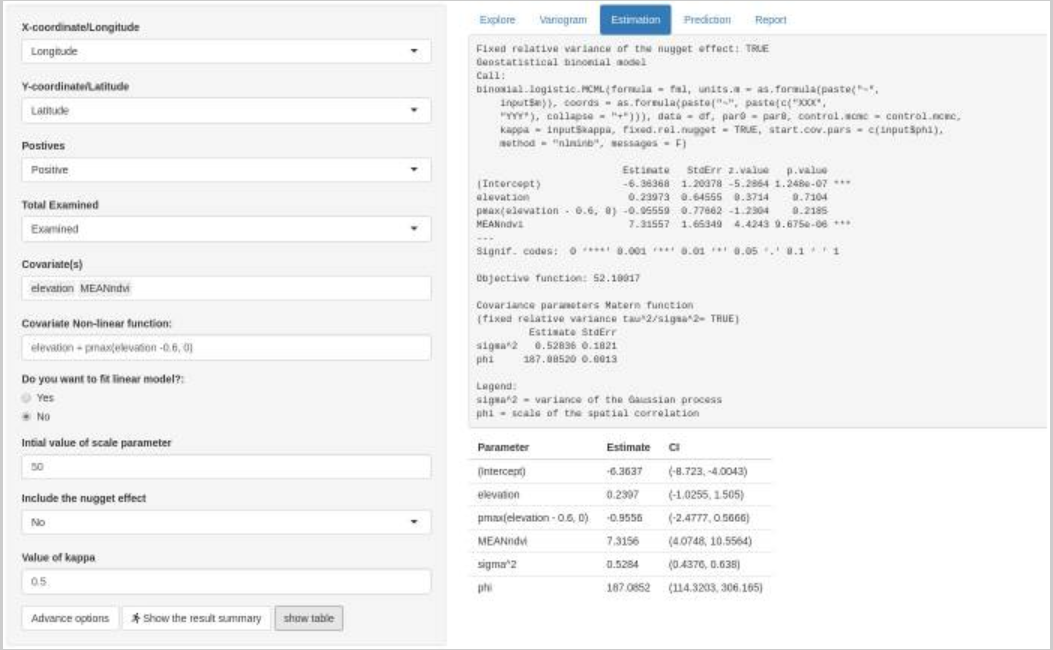 X-coordinate/Longitude
Longitude
Y-coordinate/Latitude
Latitude
Postives
Positive
Total Examined
Examined
Covariate(s)
elevation MEANndvi
Covariate Non-linear function:
elevation + pmax(elevation -0.6, 0)
Do you want to fit linear model?:
Yes
No
Intial value of scale parameter
50
Include the nugget effect
No
Value of kappa
0.5
Advance options Show the result summary show table
Explore Variogram Estimation Prediction Report
Fixed relative variance of the nugget effect: TRUE
Geostatistical binomial model
Call:
binomial.logistic.MCML(formula = fml, units.m = as.formula(paste("~",
input$m)), coords = as.formula(paste("~", paste(c("XXX",
"YYY"), collapse = "+"))), data = df, par0 = par0, control.mcmc = control.mcmc,
kappa = input$kappa, fixed.rel.nugget = TRUE, start.cov.pars = c(input$phi),
method = "nlminb", messages = F)
Estimate StdErr z.value p.value
(Intercept) -6.36368 1.20378 -5.2864 1.248e-07 ***
elevation 0.23973 0.64555 0.3714 0.7104
pmax(elevation - 0.6, 0) -0.95559 0.77662 -1.2304 0.2185
MEANndvi 7.31557 1.65349 4.4243 9.675e-06 ***
---
Signif. codes: 0 '***' 0.001 '**' 0.01 '*' 0.05 '.' 0.1 ' ' 1
Objective function: 52.10017
Covariance parameters Matern function
(fixed relative variance tau^2/sigma^2= TRUE)
Estimate StdErr
sigma^2 0.52836 0.1821
phi 187.08520 0.0013
Legend:
sigma^2 = variance of the Gaussian process
phi = scale of the spatial correlation
Parameter Estimate CI
(Intercept) -6.3637 (-8.723, -4.0043)
elevation 0.2397 (-1.0255, 1.505)
pmax(elevation - 0.6, 0) -0.9556 (-2.4777, 0.5666)
MEANndvi 7.3156 (4.0748, 10.5564)
sigma^2 0.5284 (0.4376, 0.638)
phi 187.0852 (114.3203, 306.165)